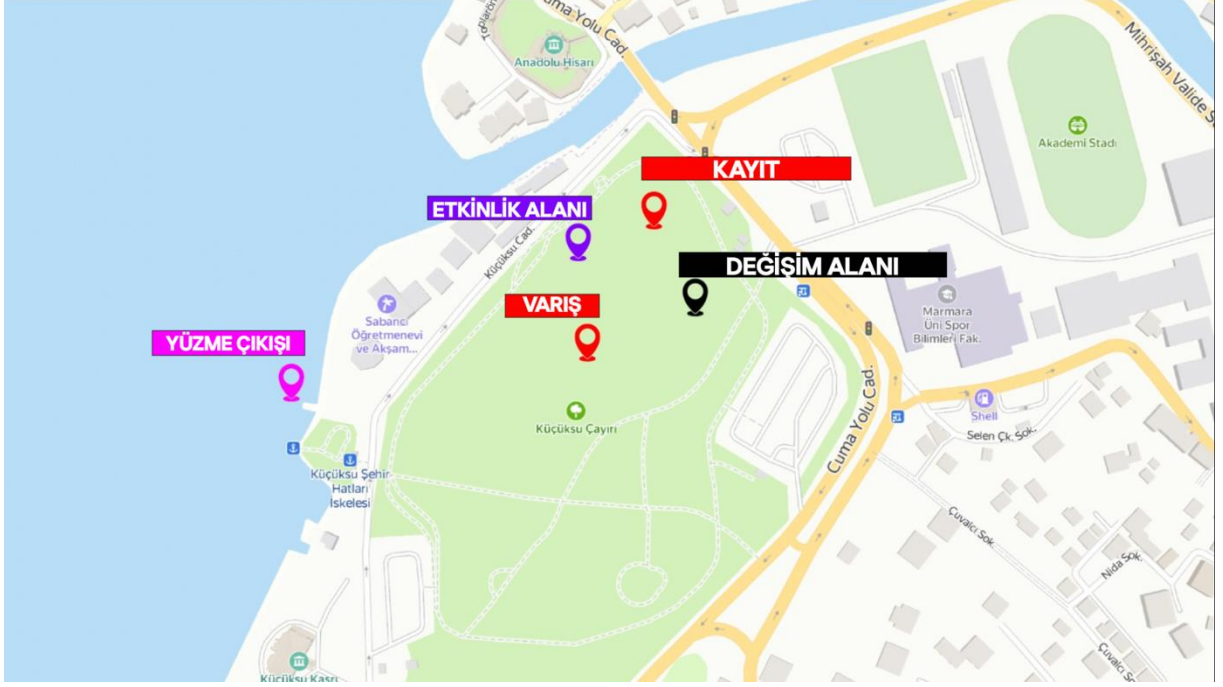 Cuma Yolu Cad.
Anadolu Hisarı
Mihrişah Valide S
Akademi Stadı
KAYIT
ETKİNLİK ALANI
Küçüksu Cad.
DEĞİŞİM ALANI
VARIŞ
Sabancı
Öğretmenevi
ve Akşam...
Marmara
Üni Spor
Bilimleri Fak.
YÜZME ÇIKIŞI
Shell
Küçüksu Çayırı
Cuma Yolu Cad.
Selen Çk. Sok.
Küçüksu Şehir
Hatları
İskelesi
Çuvalcı Sok.
Nida Sok.
Çuvalcı So
Küçüksu Kasrı